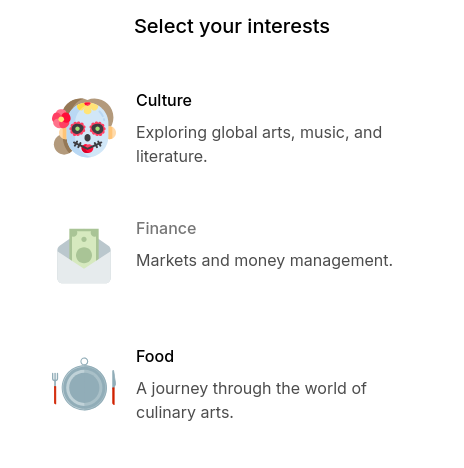 Select your interests
Culture
Exploring global arts, music, and
literature.
Finance
Markets and money management.
Food
A journey through the world of
culinary arts.